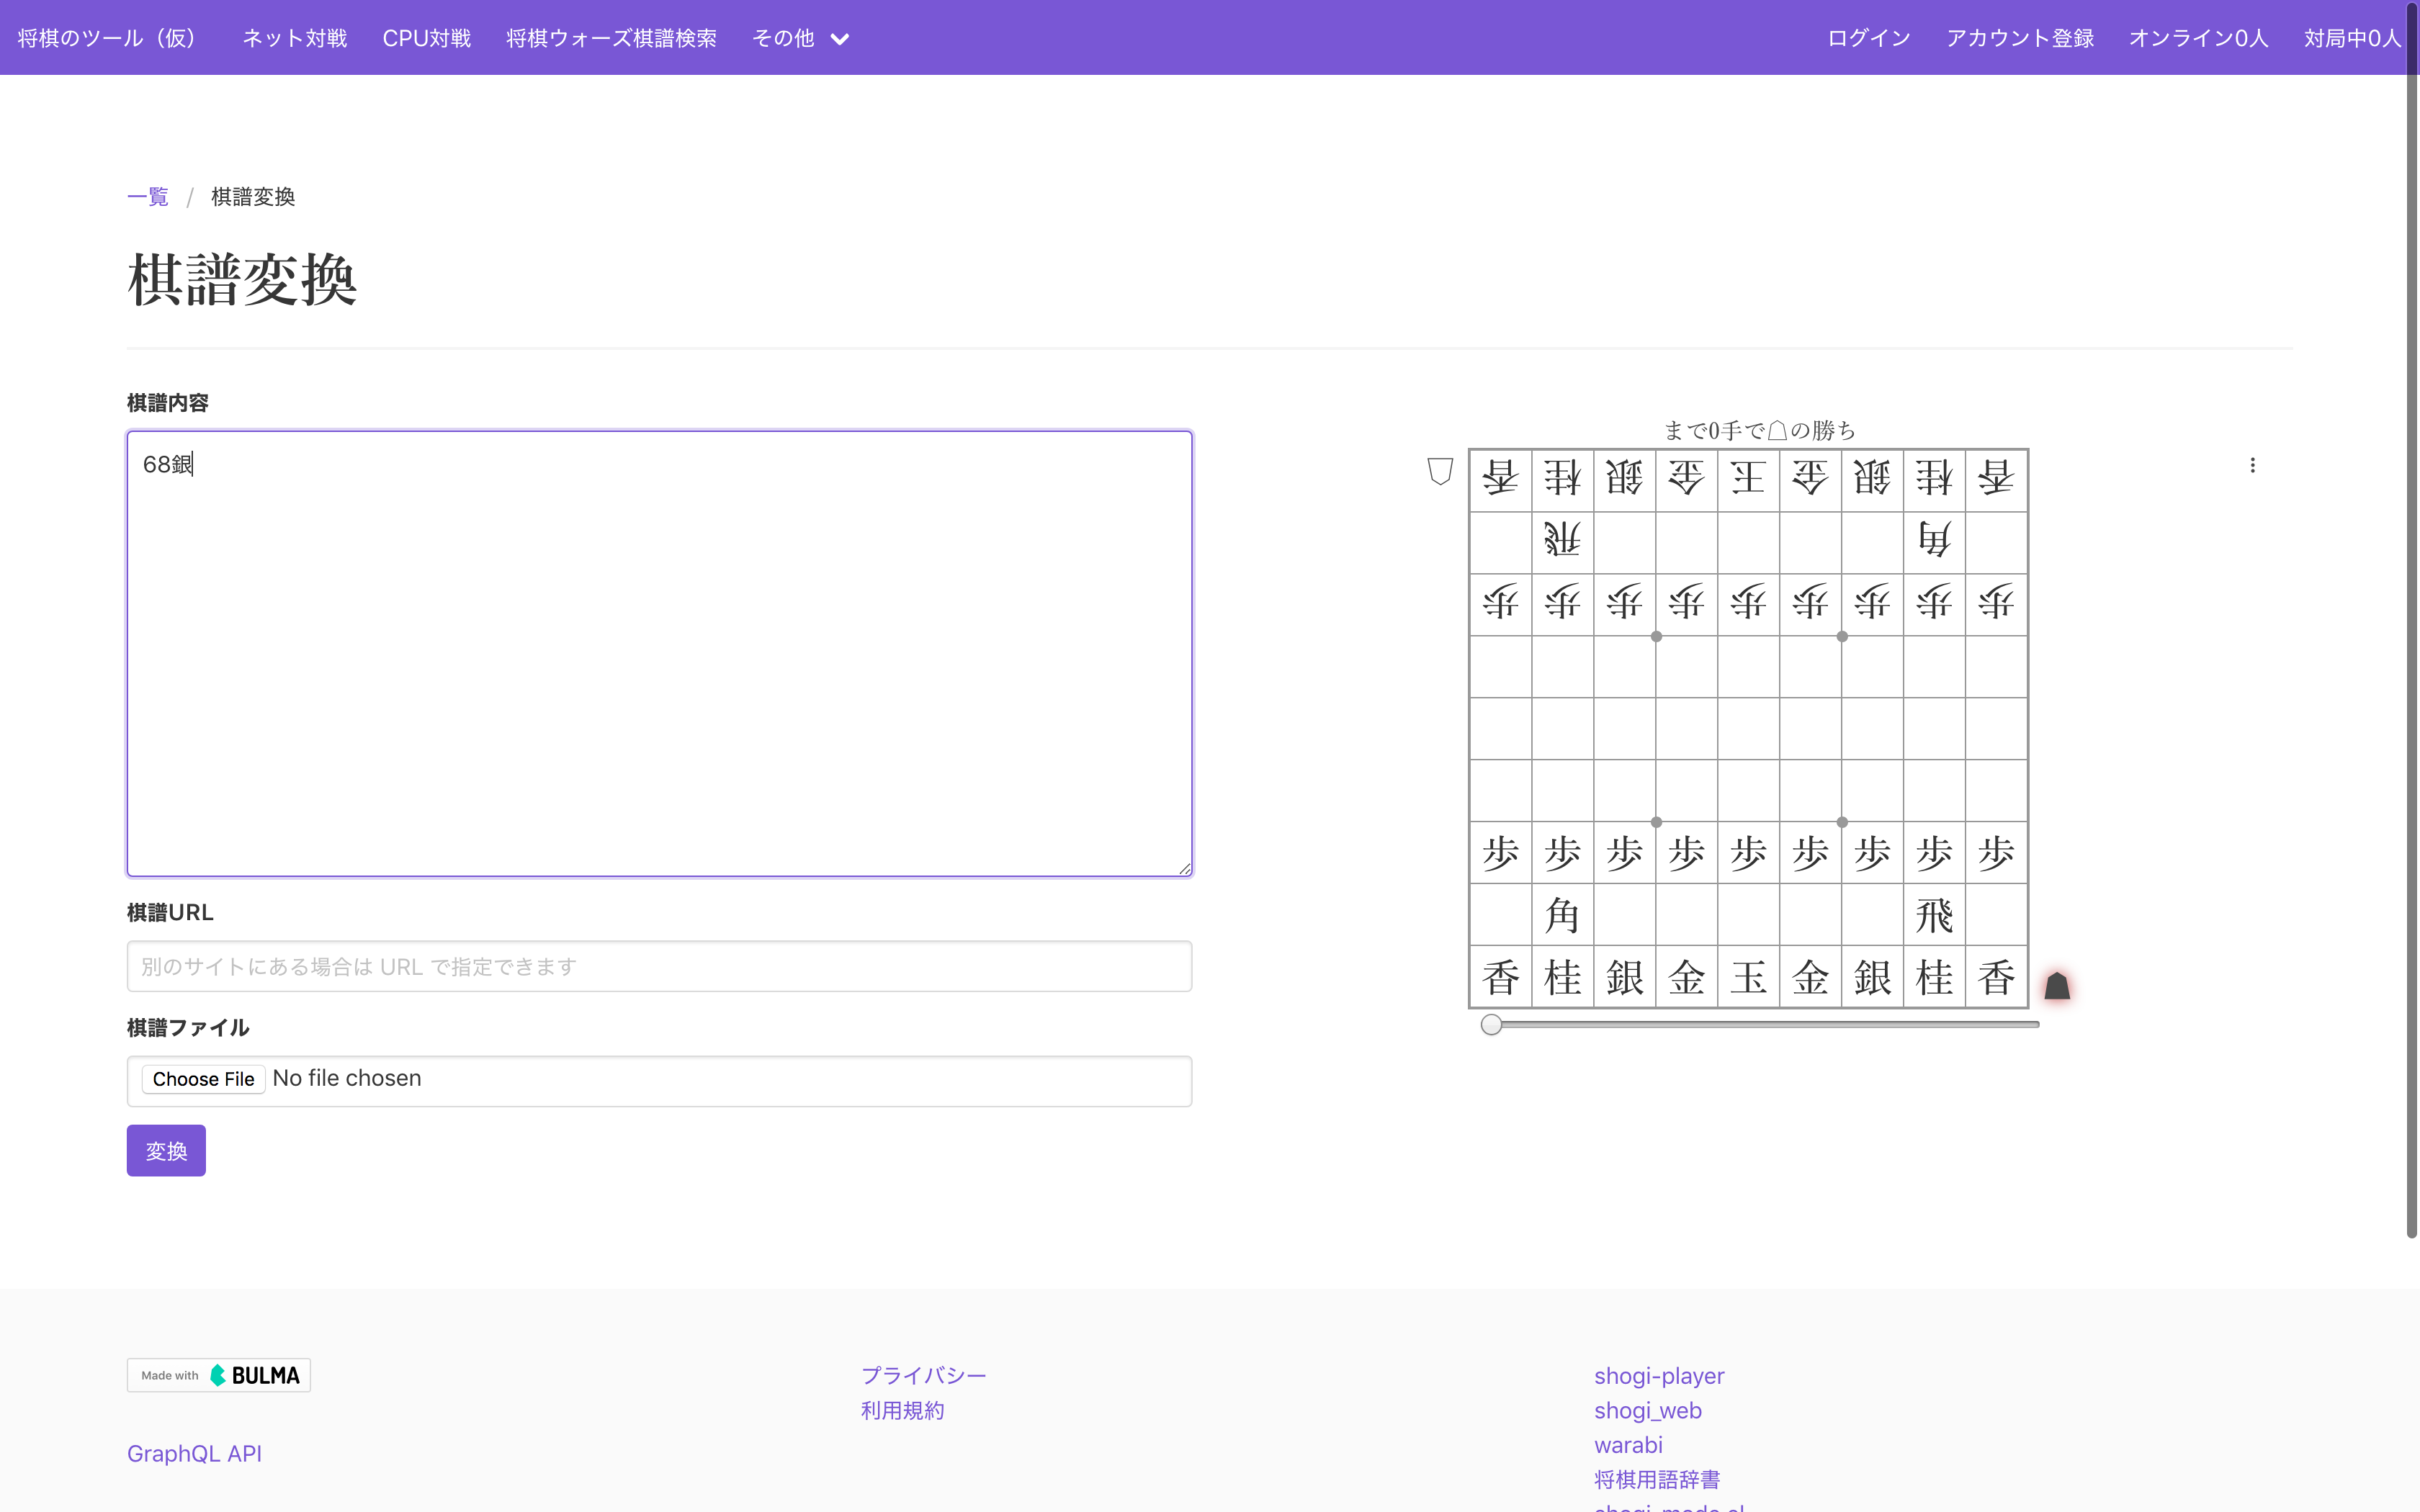 将棋のツール（仮） ネット対戦 CPU対戦 将棋ウォーズ棋譜検索 その他 ログイン アカウント登録 オンライン0人 対局中0人
一覧 / 棋譜変換
棋譜変換
棋譜内容
68銀
棋譜URL
別のサイトにある場合は URL で指定できます
棋譜ファイル
Choose File No file chosen
変換
まで0手で☖の勝ち
香 桂 銀 金 王 金 銀 桂 香
飛 角
歩 歩 歩 歩 歩 歩 歩 歩 歩
歩 歩 歩 歩 歩 歩 歩 歩 歩
角 飛
香 桂 銀 金 玉 金 銀 桂 香
Made with BULMA
GraphQL API
プライバシー
利用規約
shogi-player
shogi_web
warabi
将棋用語辞書